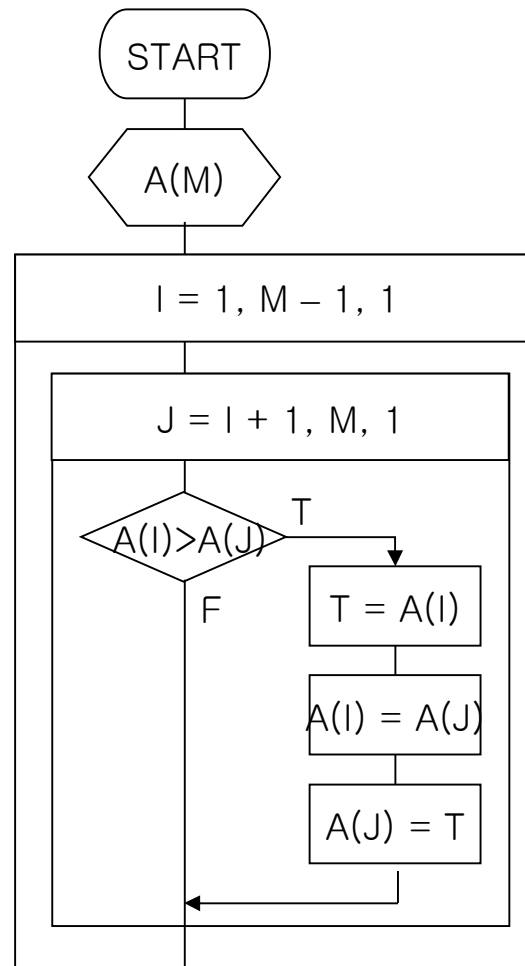 START
A(M)
I = 1, M – 1, 1
J = I + 1, M, 1
A(I)>A(J)
T
F
T = A(I)
A(I) = A(J)
A(J) = T